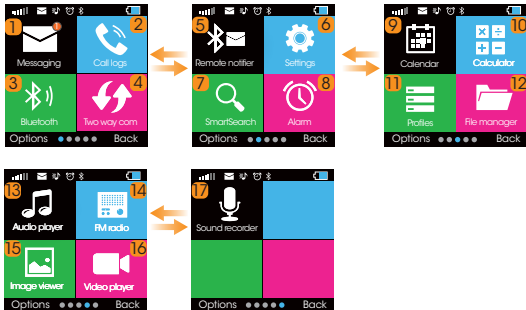 1 2 5 6 9 10
Messaging Call logs Remote notifier Settings Calendar Calculator
3 4 7 8 11 12
Bluetooth Two way com SmartSearch Alarm Profiles File manager
Options Back Options Back Options Back
13 14 17
Audio player FM radio Sound recorder
15 16
Image viewer Video player
Options Back Options Back